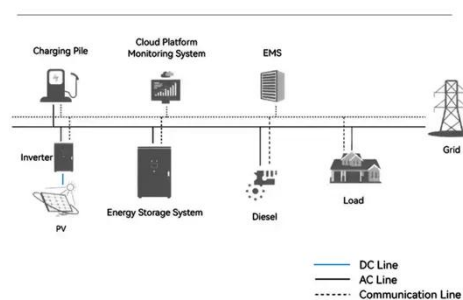 Charging Pile
Cloud Platform
Monitoring System
EMS
Inverter
Grid
PV
Energy Storage System
Diesel
Load
DC Line
AC Line
Communication Line